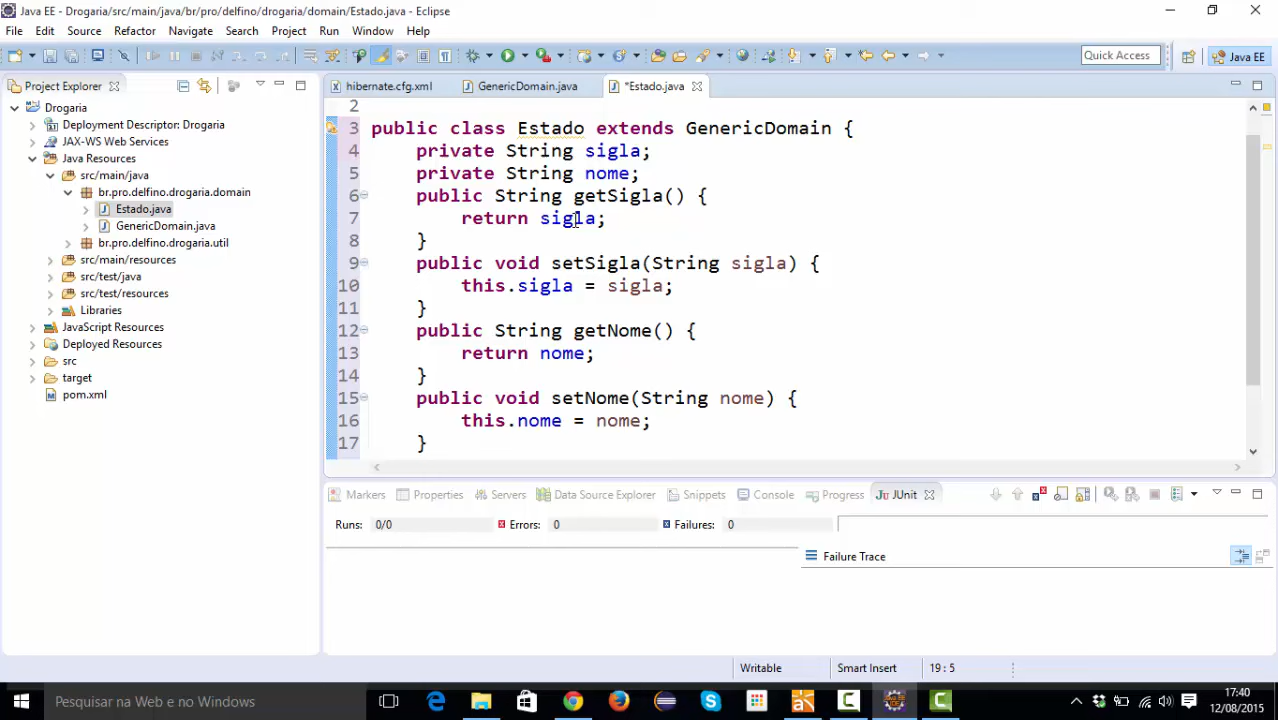 Java EE - Drogaria/src/main/java/br/pro/delfino/drogaria/domain/Estado.java - Eclipse
File Edit Source Refactor Navigate Search Project Run Window Help
Quick Access
Java EE
Project Explorer
hibernate.cfg.xml
GenericDomain.java
*Estado.java
Drogaria
Deployment Descriptor: Drogaria
JAX-WS Web Services
Java Resources
src/main/java
br.pro.delfino.drogaria.domain
Estado.java
GenericDomain.java
br.pro.delfino.drogaria.util
src/main/resources
src/test/java
src/test/resources
Libraries
JavaScript Resources
Deployed Resources
src
target
pom.xml
2
3 public class Estado extends GenericDomain {
4 private String sigla;
5 private String nome;
6 public String getSigla() {
7 return sigla;
8 }
9 public void setSigla(String sigla) {
10 this.sigla = sigla;
11 }
12 public String getNome() {
13 return nome;
14 }
15 public void setNome(String nome) {
16 this.nome = nome;
17 }
Markers Properties Servers Data Source Explorer Snippets Console Progress JUnit
Runs: 0/0 Errors: 0 Failures: 0
Failure Trace
Writable Smart Insert 19 : 5
Pesquisar na Web e no Windows
17:40
12/08/2015